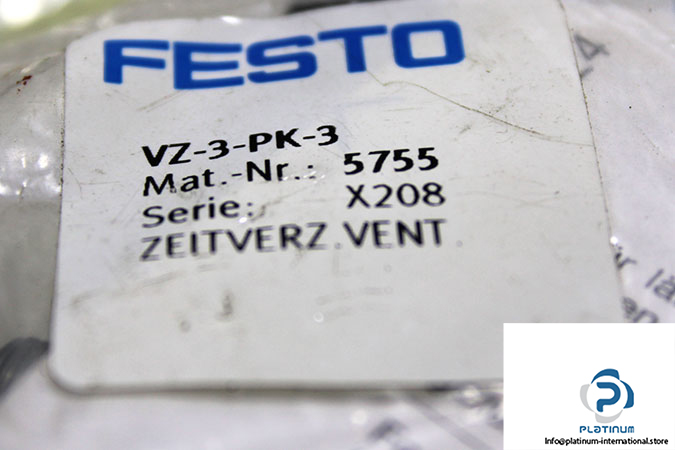 FESTO
VZ-3-PK-3
Mat.-Nr.: 5755
Serie: X208
ZEITVERZ.VENT.
PLATINUM
Info@platinum-international.store